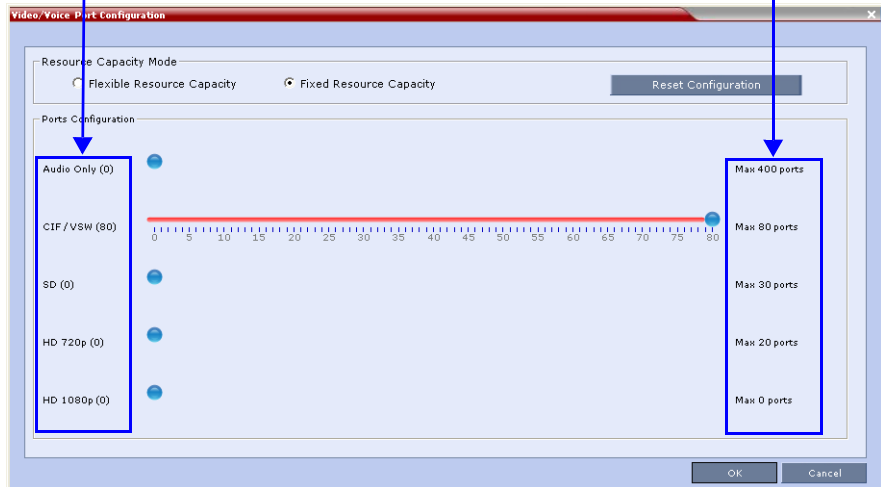 Video/Voice Port Configuration
Resource Capacity Mode
Flexible Resource Capacity
Fixed Resource Capacity
Reset Configuration
Ports Configuration
Audio Only (0)
Max 400 ports
CIF/VSW (80)
0 5 10 15 20 25 30 35 40 45 50 55 60 65 70 75 80
Max 80 ports
SD (0)
Max 30 ports
HD 720p (0)
Max 20 ports
HD 1080p (0)
Max 0 ports
OK
Cancel